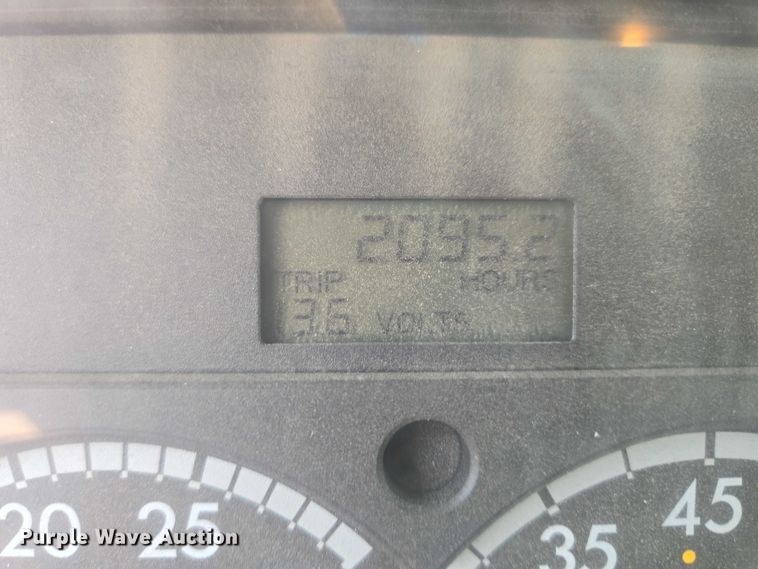 2095.2
TRIP HOURS
13.6 VOLTS
20 25 35 45
Purple Wave Auction